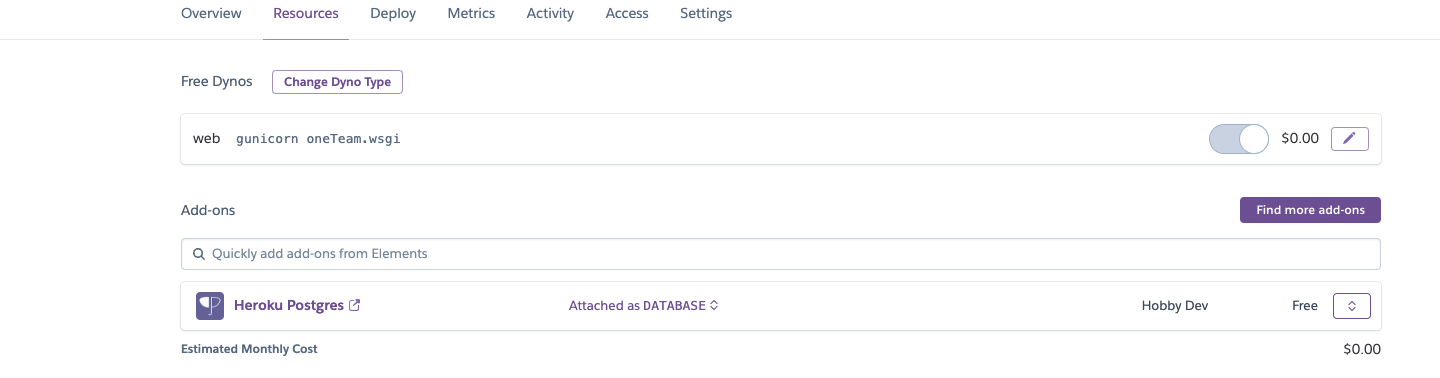 Overview Resources Deploy Metrics Activity Access Settings
Free Dynos Change Dyno Type
web gunicorn oneTeam.wsgi $0.00
Add-ons Find more add-ons
Quickly add add-ons from Elements
Heroku Postgres Attached as DATABASE Hobby Dev Free
Estimated Monthly Cost $0.00